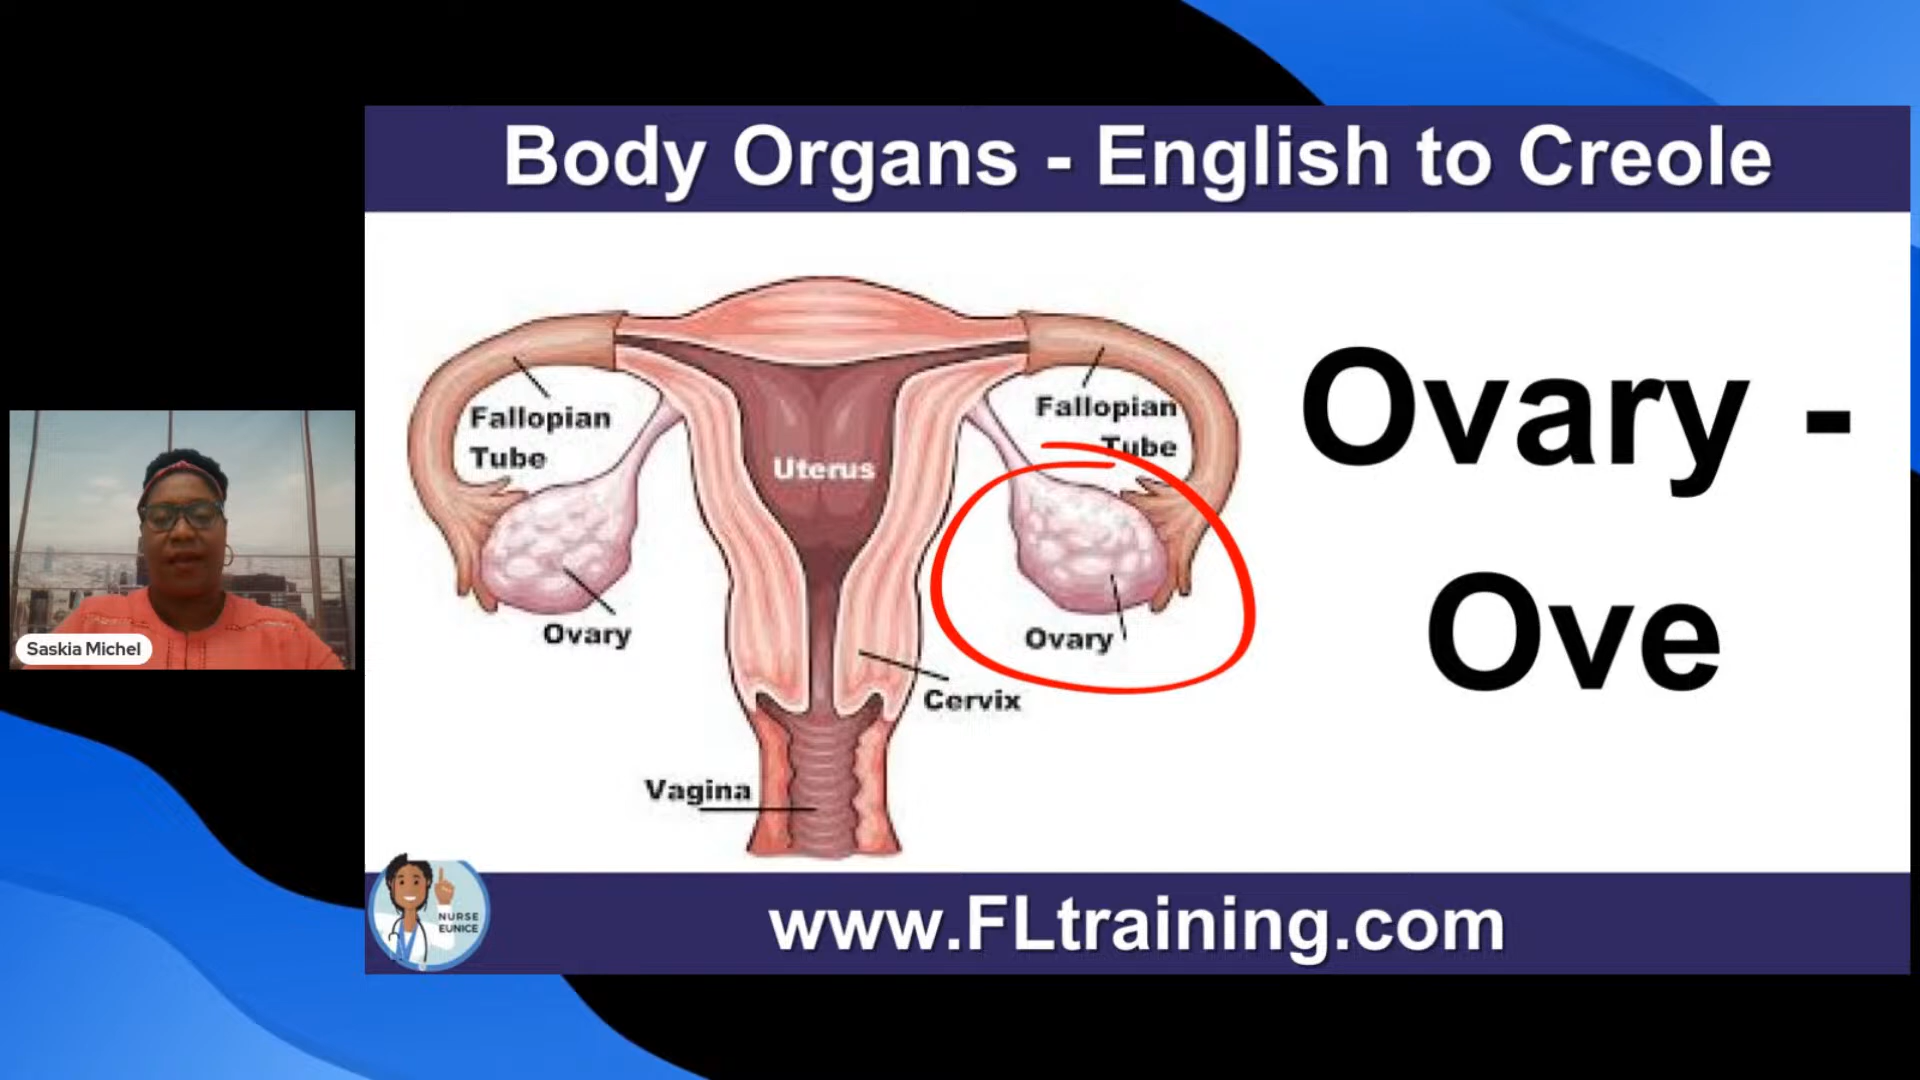 Body Organs - English to Creole
Fallopian
Tube
Uterus
Fallopian
Tube
Ovary
Ovary
Cervix
Vagina
Ovary -
Ove
Saskia Michel
NURSE
EUNICE
www.FLtraining.com